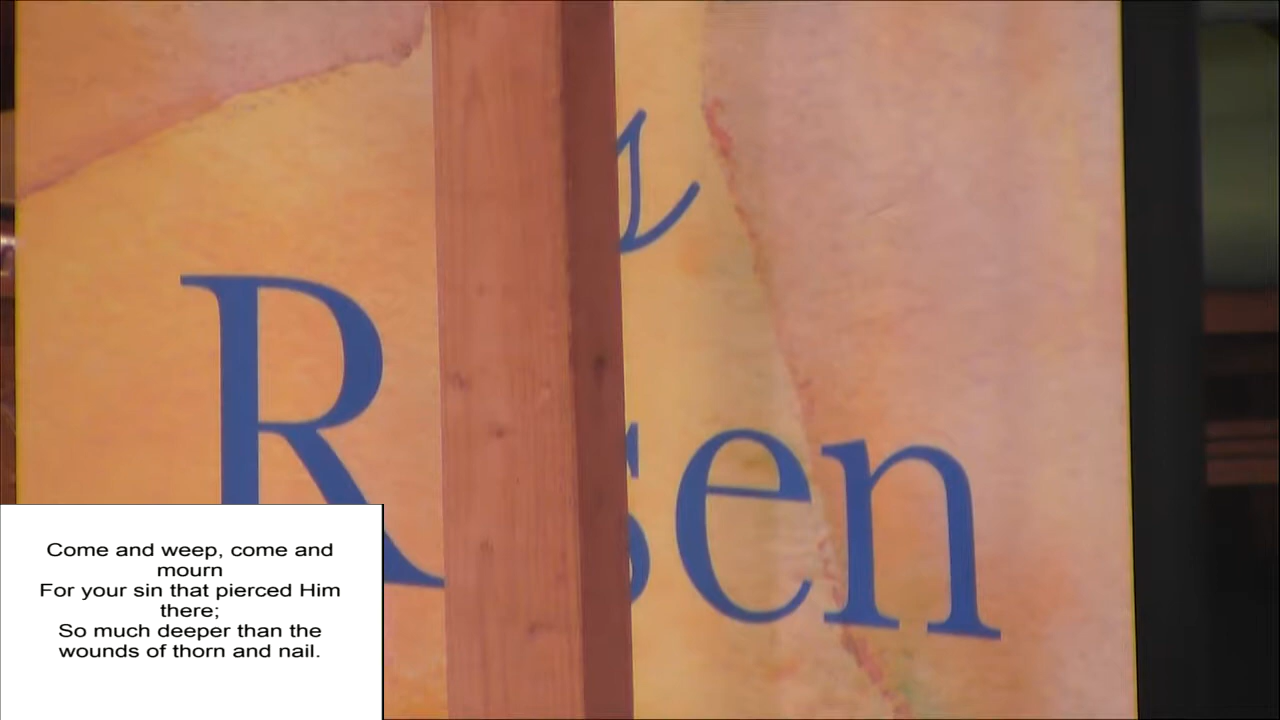 s
R sen
Come and weep, come and
mourn
For your sin that pierced Him
there;
So much deeper than the
wounds of thorn and nail.